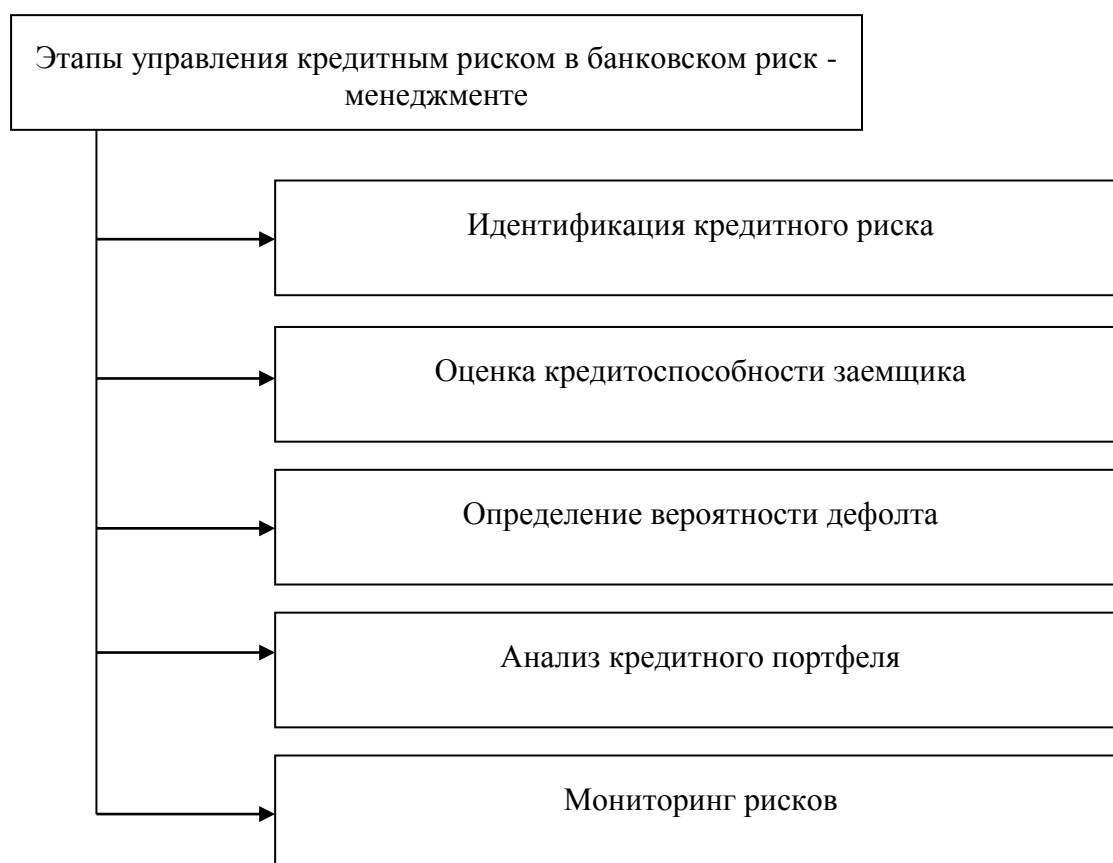 Этапы управления кредитным риском в банковском риск -
менеджменте
Идентификация кредитного риска
Оценка кредитоспособности заемщика
Определение вероятности дефолта
Анализ кредитного портфеля
Мониторинг рисков